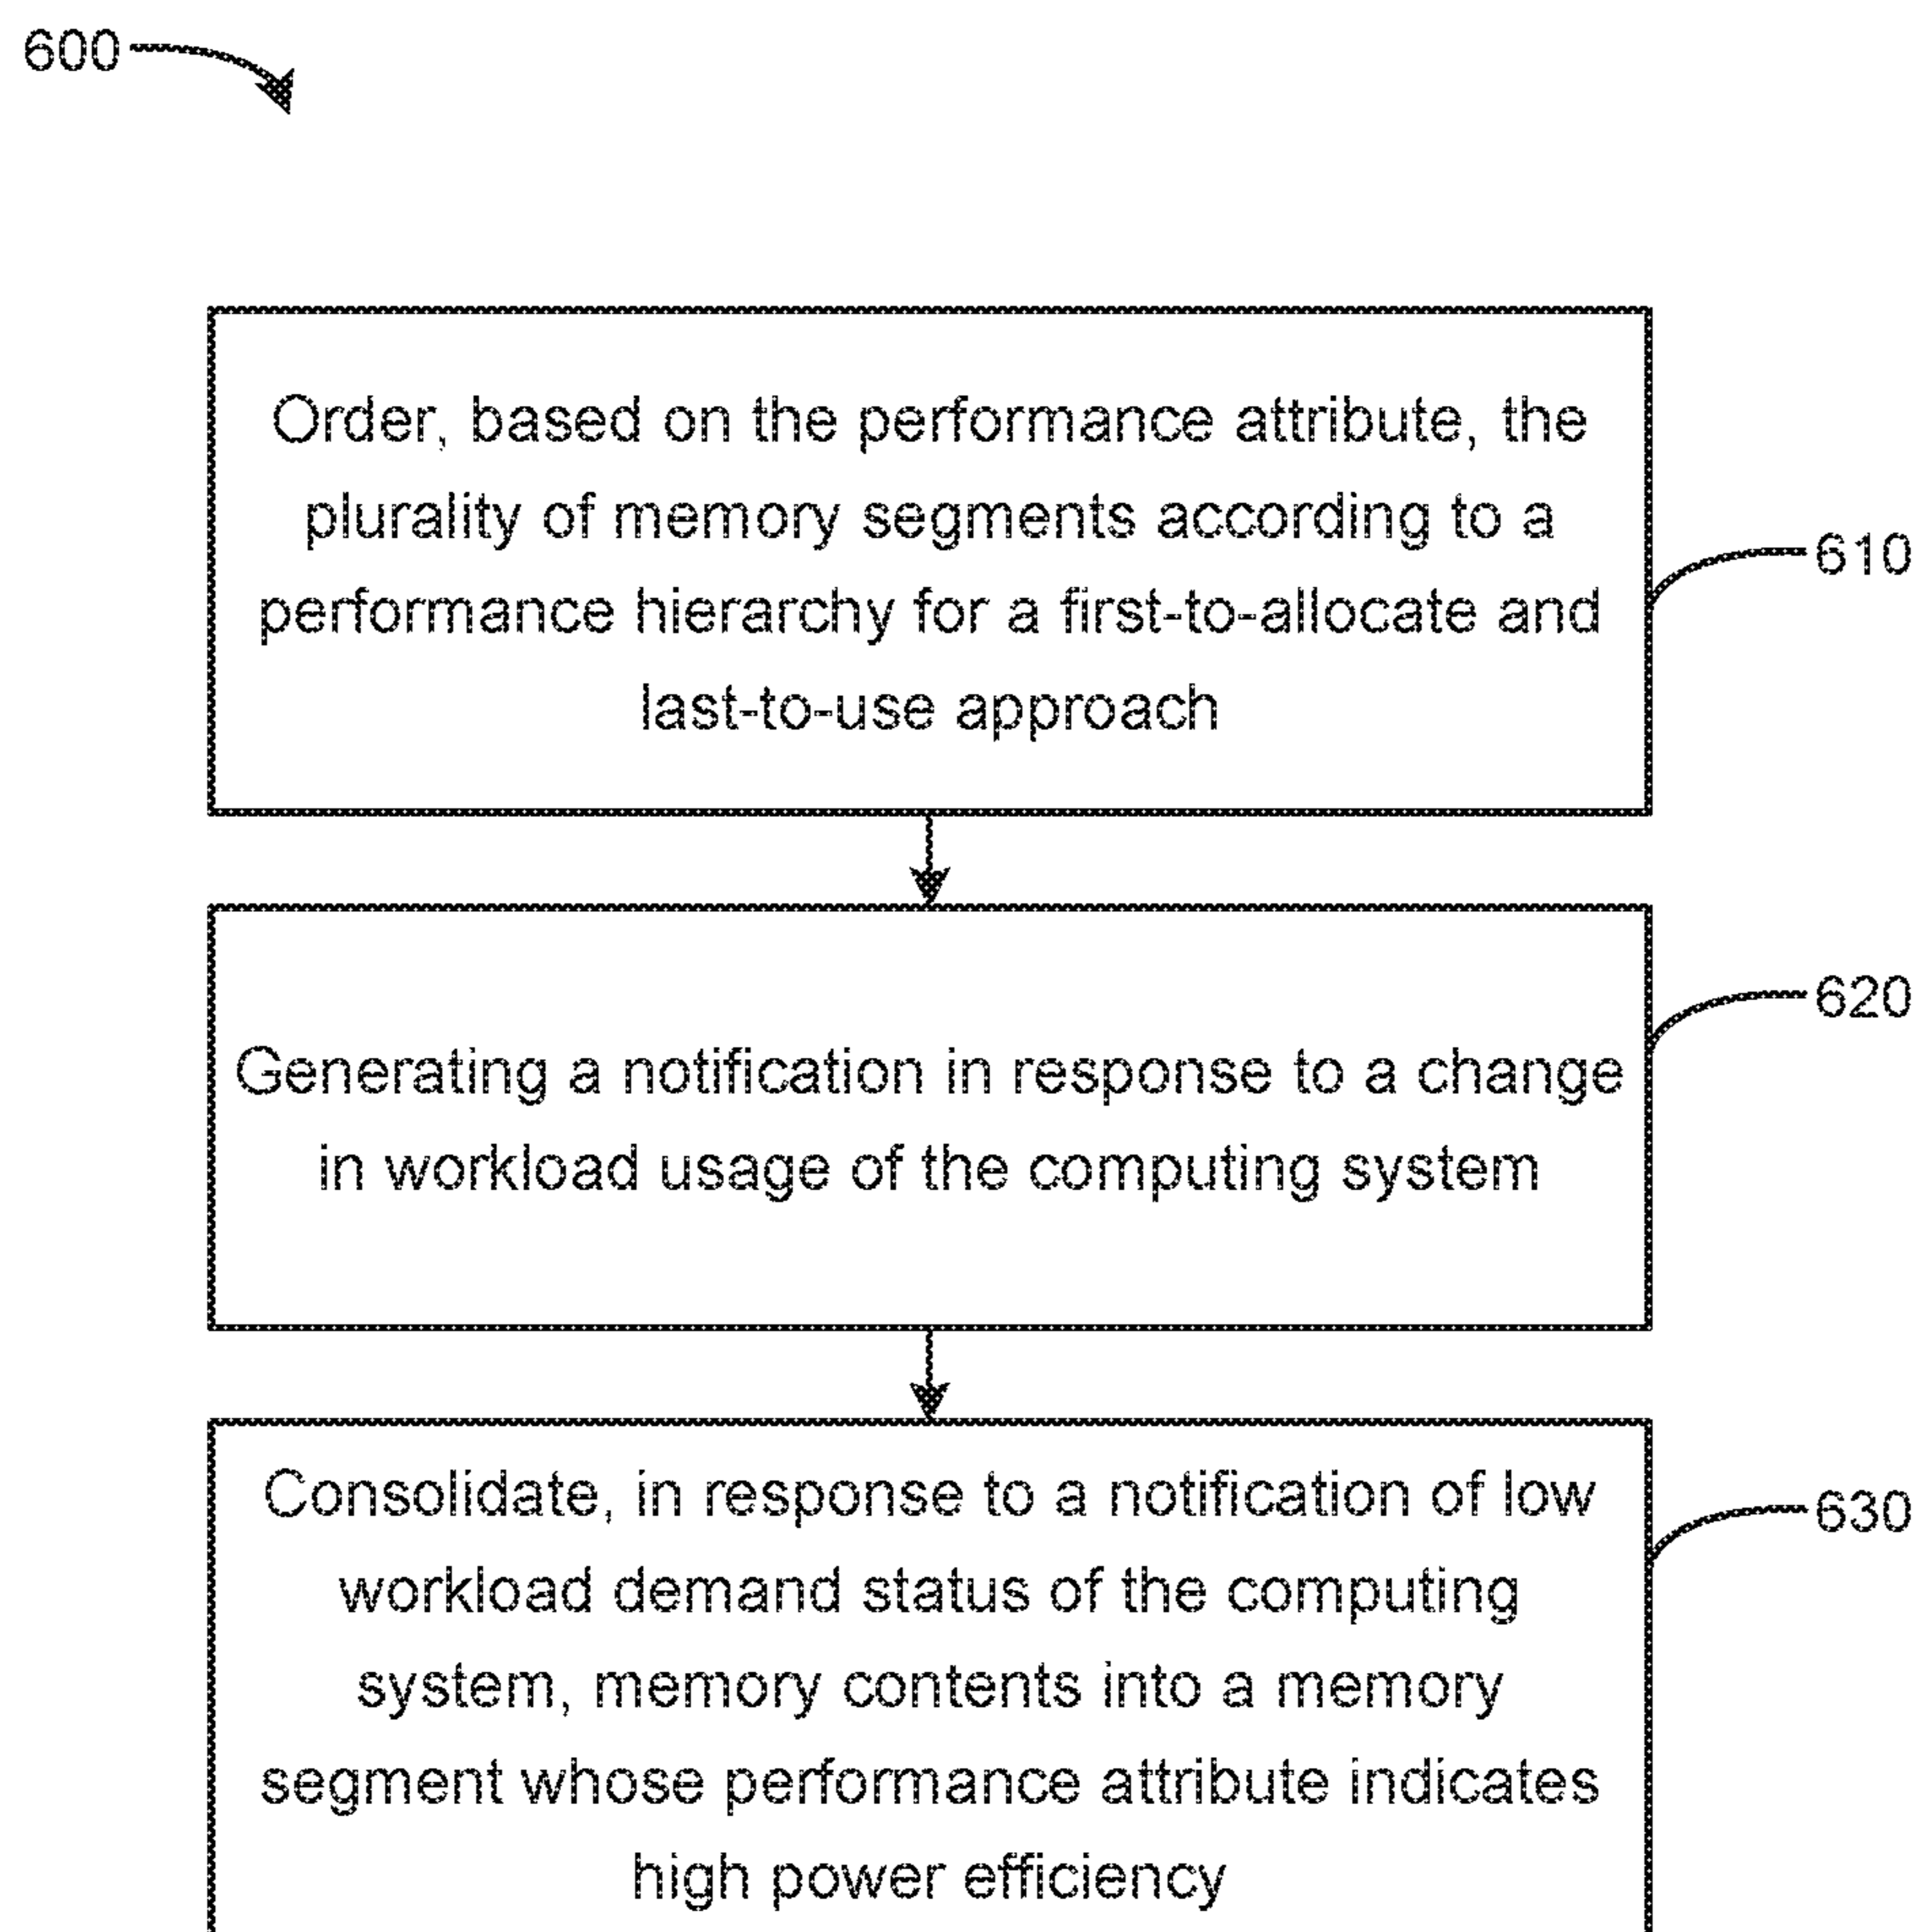 600
Order, based on the performance attribute, the
plurality of memory segments according to a
performance hierarchy for a first-to-allocate and
last-to-use approach
610
Generating a notification in response to a change
in workload usage of the computing system
620
Consolidate, in response to a notification of low
workload demand status of the computing
system, memory contents into a memory
segment whose performance attribute indicates
high power efficiency
630